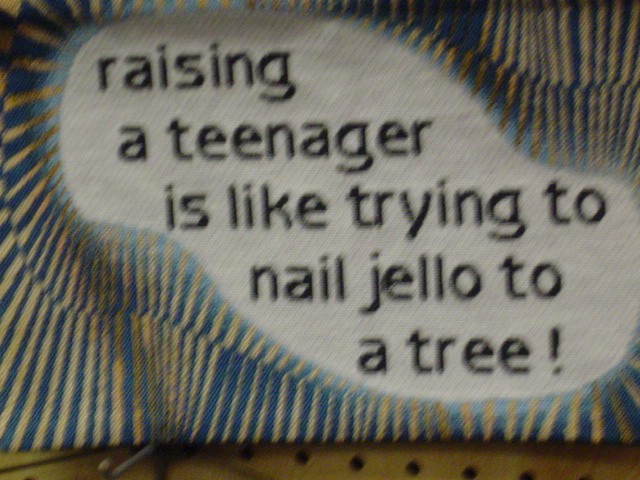 raising
a teenager
is like trying to
nail jello to
a tree!